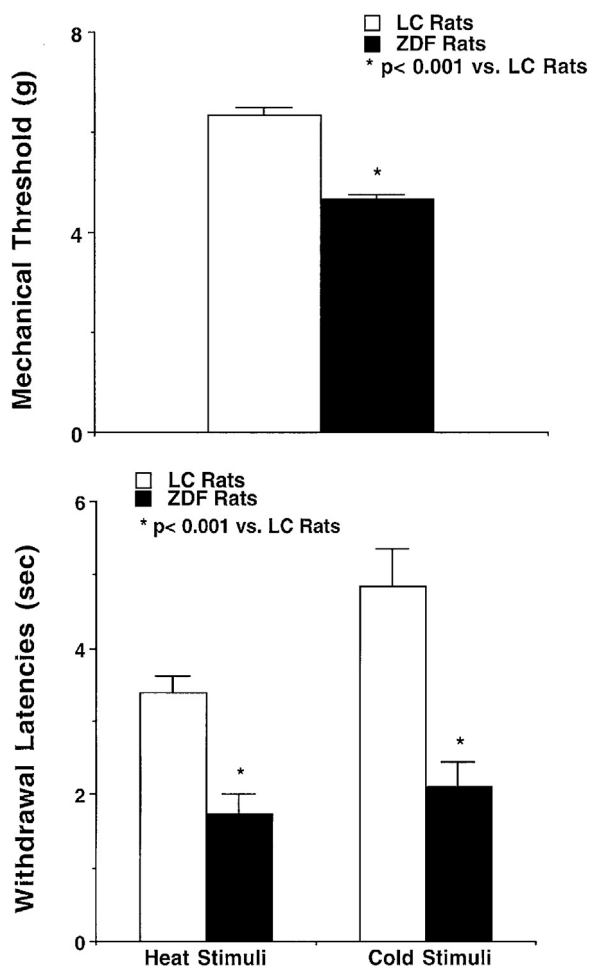 LC Rats
ZDF Rats
* p< 0.001 vs. LC Rats
Mechanical Threshold (g)
8
4
0
*
LC Rats
ZDF Rats
* p< 0.001 vs. LC Rats
Withdrawal Latencies (sec)
6
4
2
0
*
*
Heat Stimuli
Cold Stimuli